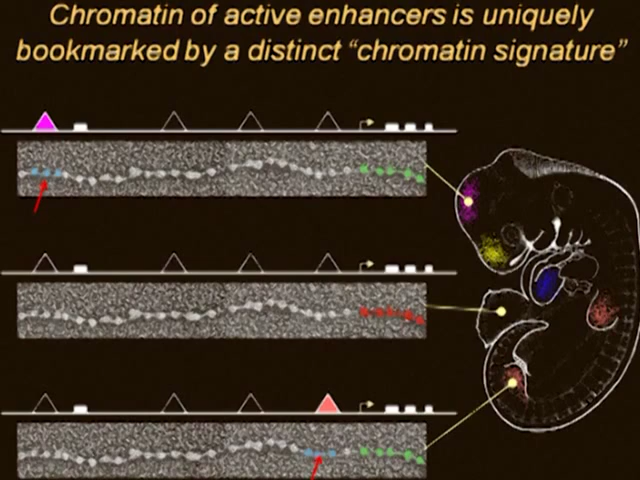 Chromatin of active enhancers is uniquely
bookmarked by a distinct “chromatin signature”